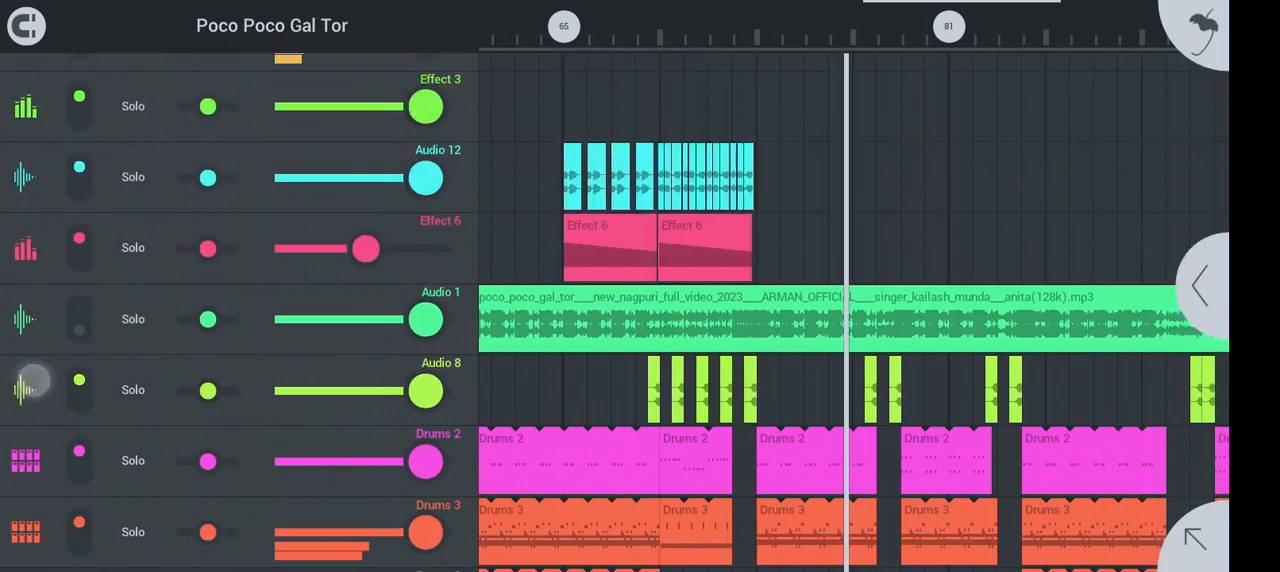 Poco Poco Gal Tor
65
81
Effect 3
Solo
Audio 12
Solo
Effect 6
Solo
Effect 6
Effect 6
Audio 1
Solo
poco_poco_gal_tor___new_nagpuri_full_video_2023___ARMAN_OFFICIAL___singer_kailash_munda___anita(128k).mp3
Audio 8
Solo
Drums 2
Solo
Drums 2
Drums 2
Drums 2
Drums 2
Drums 2
Drums 3
Solo
Drums 3
Drums 3
Drums 3
Drums 3
Drums 3